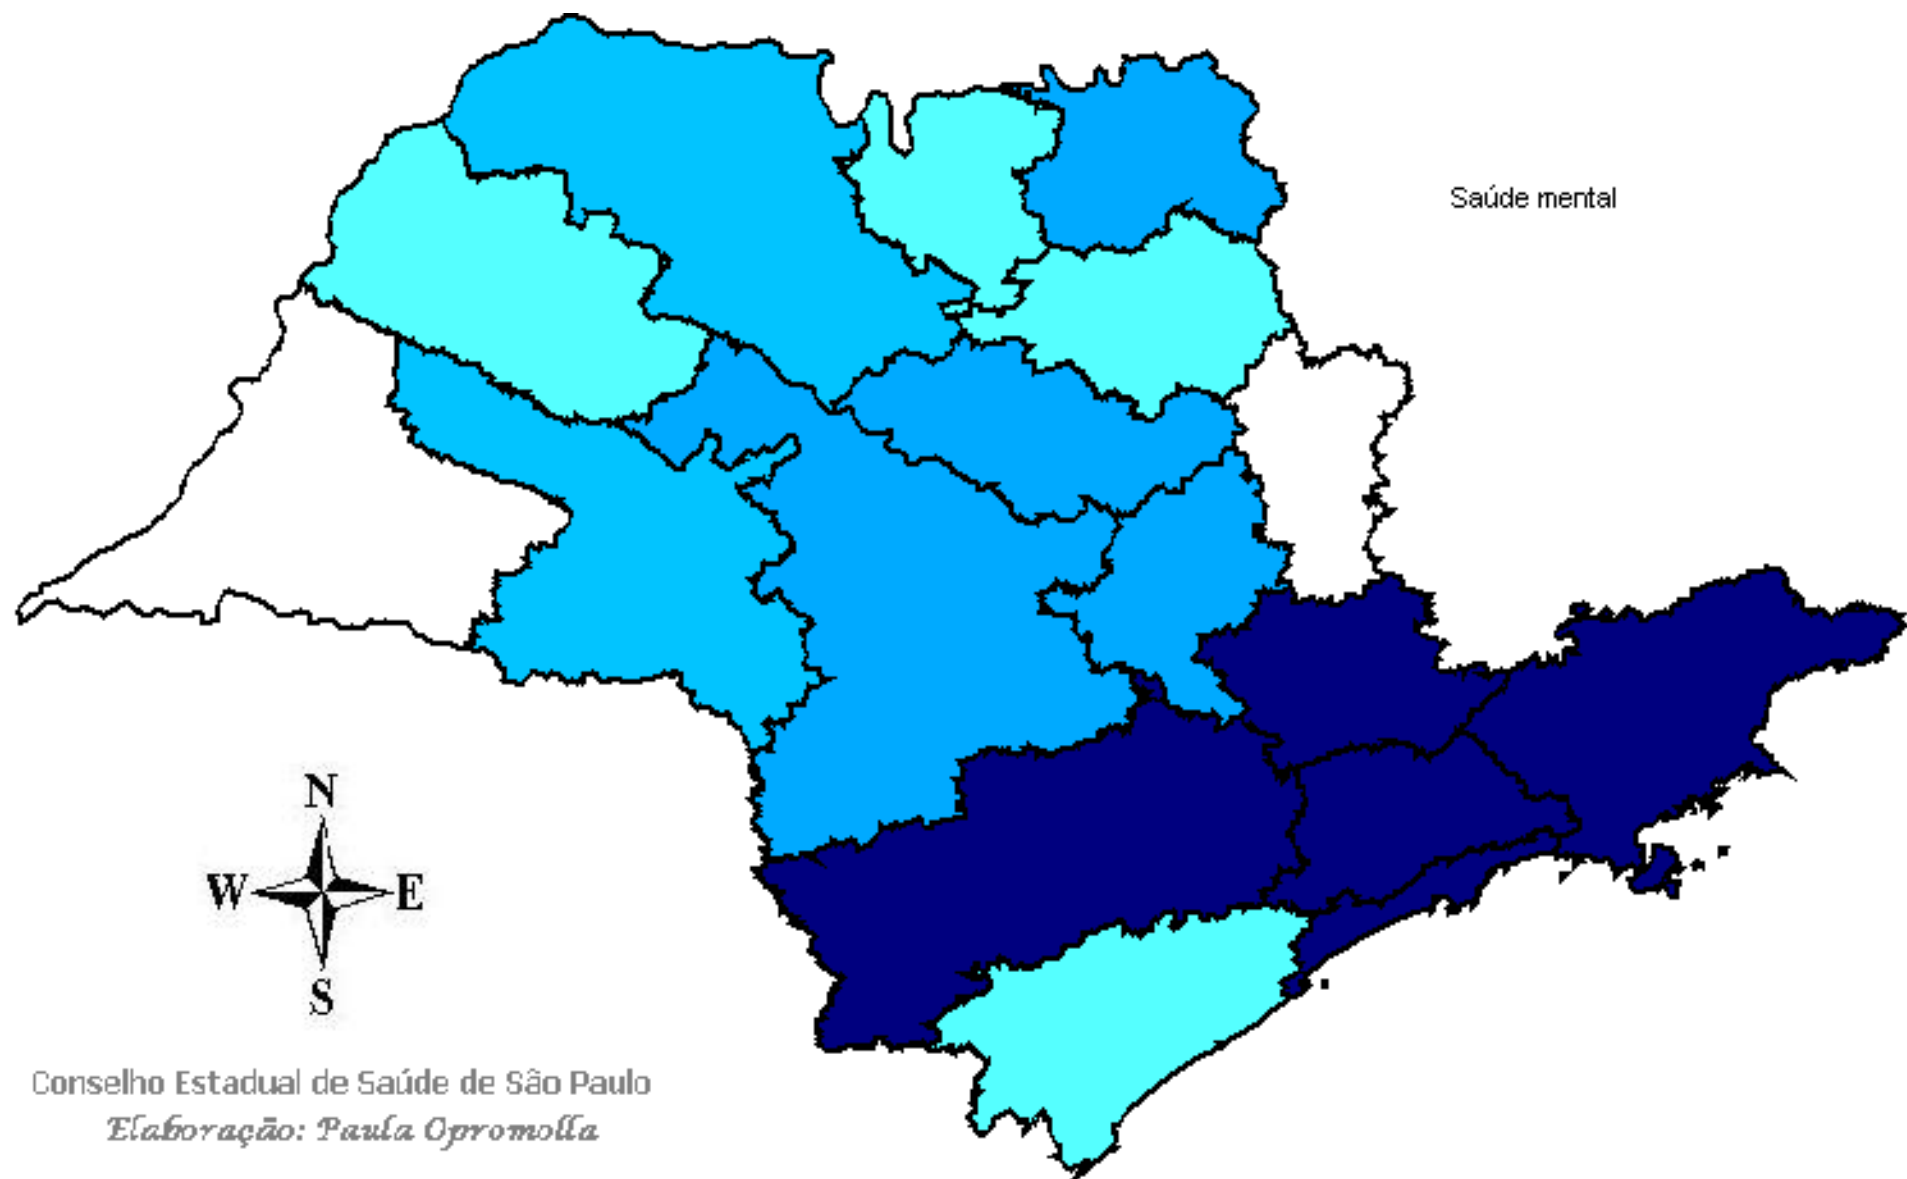 Saúde mental
N
W E
S
Conselho Estadual de Saúde de São Paulo
Elaboração: Paula Opromolla